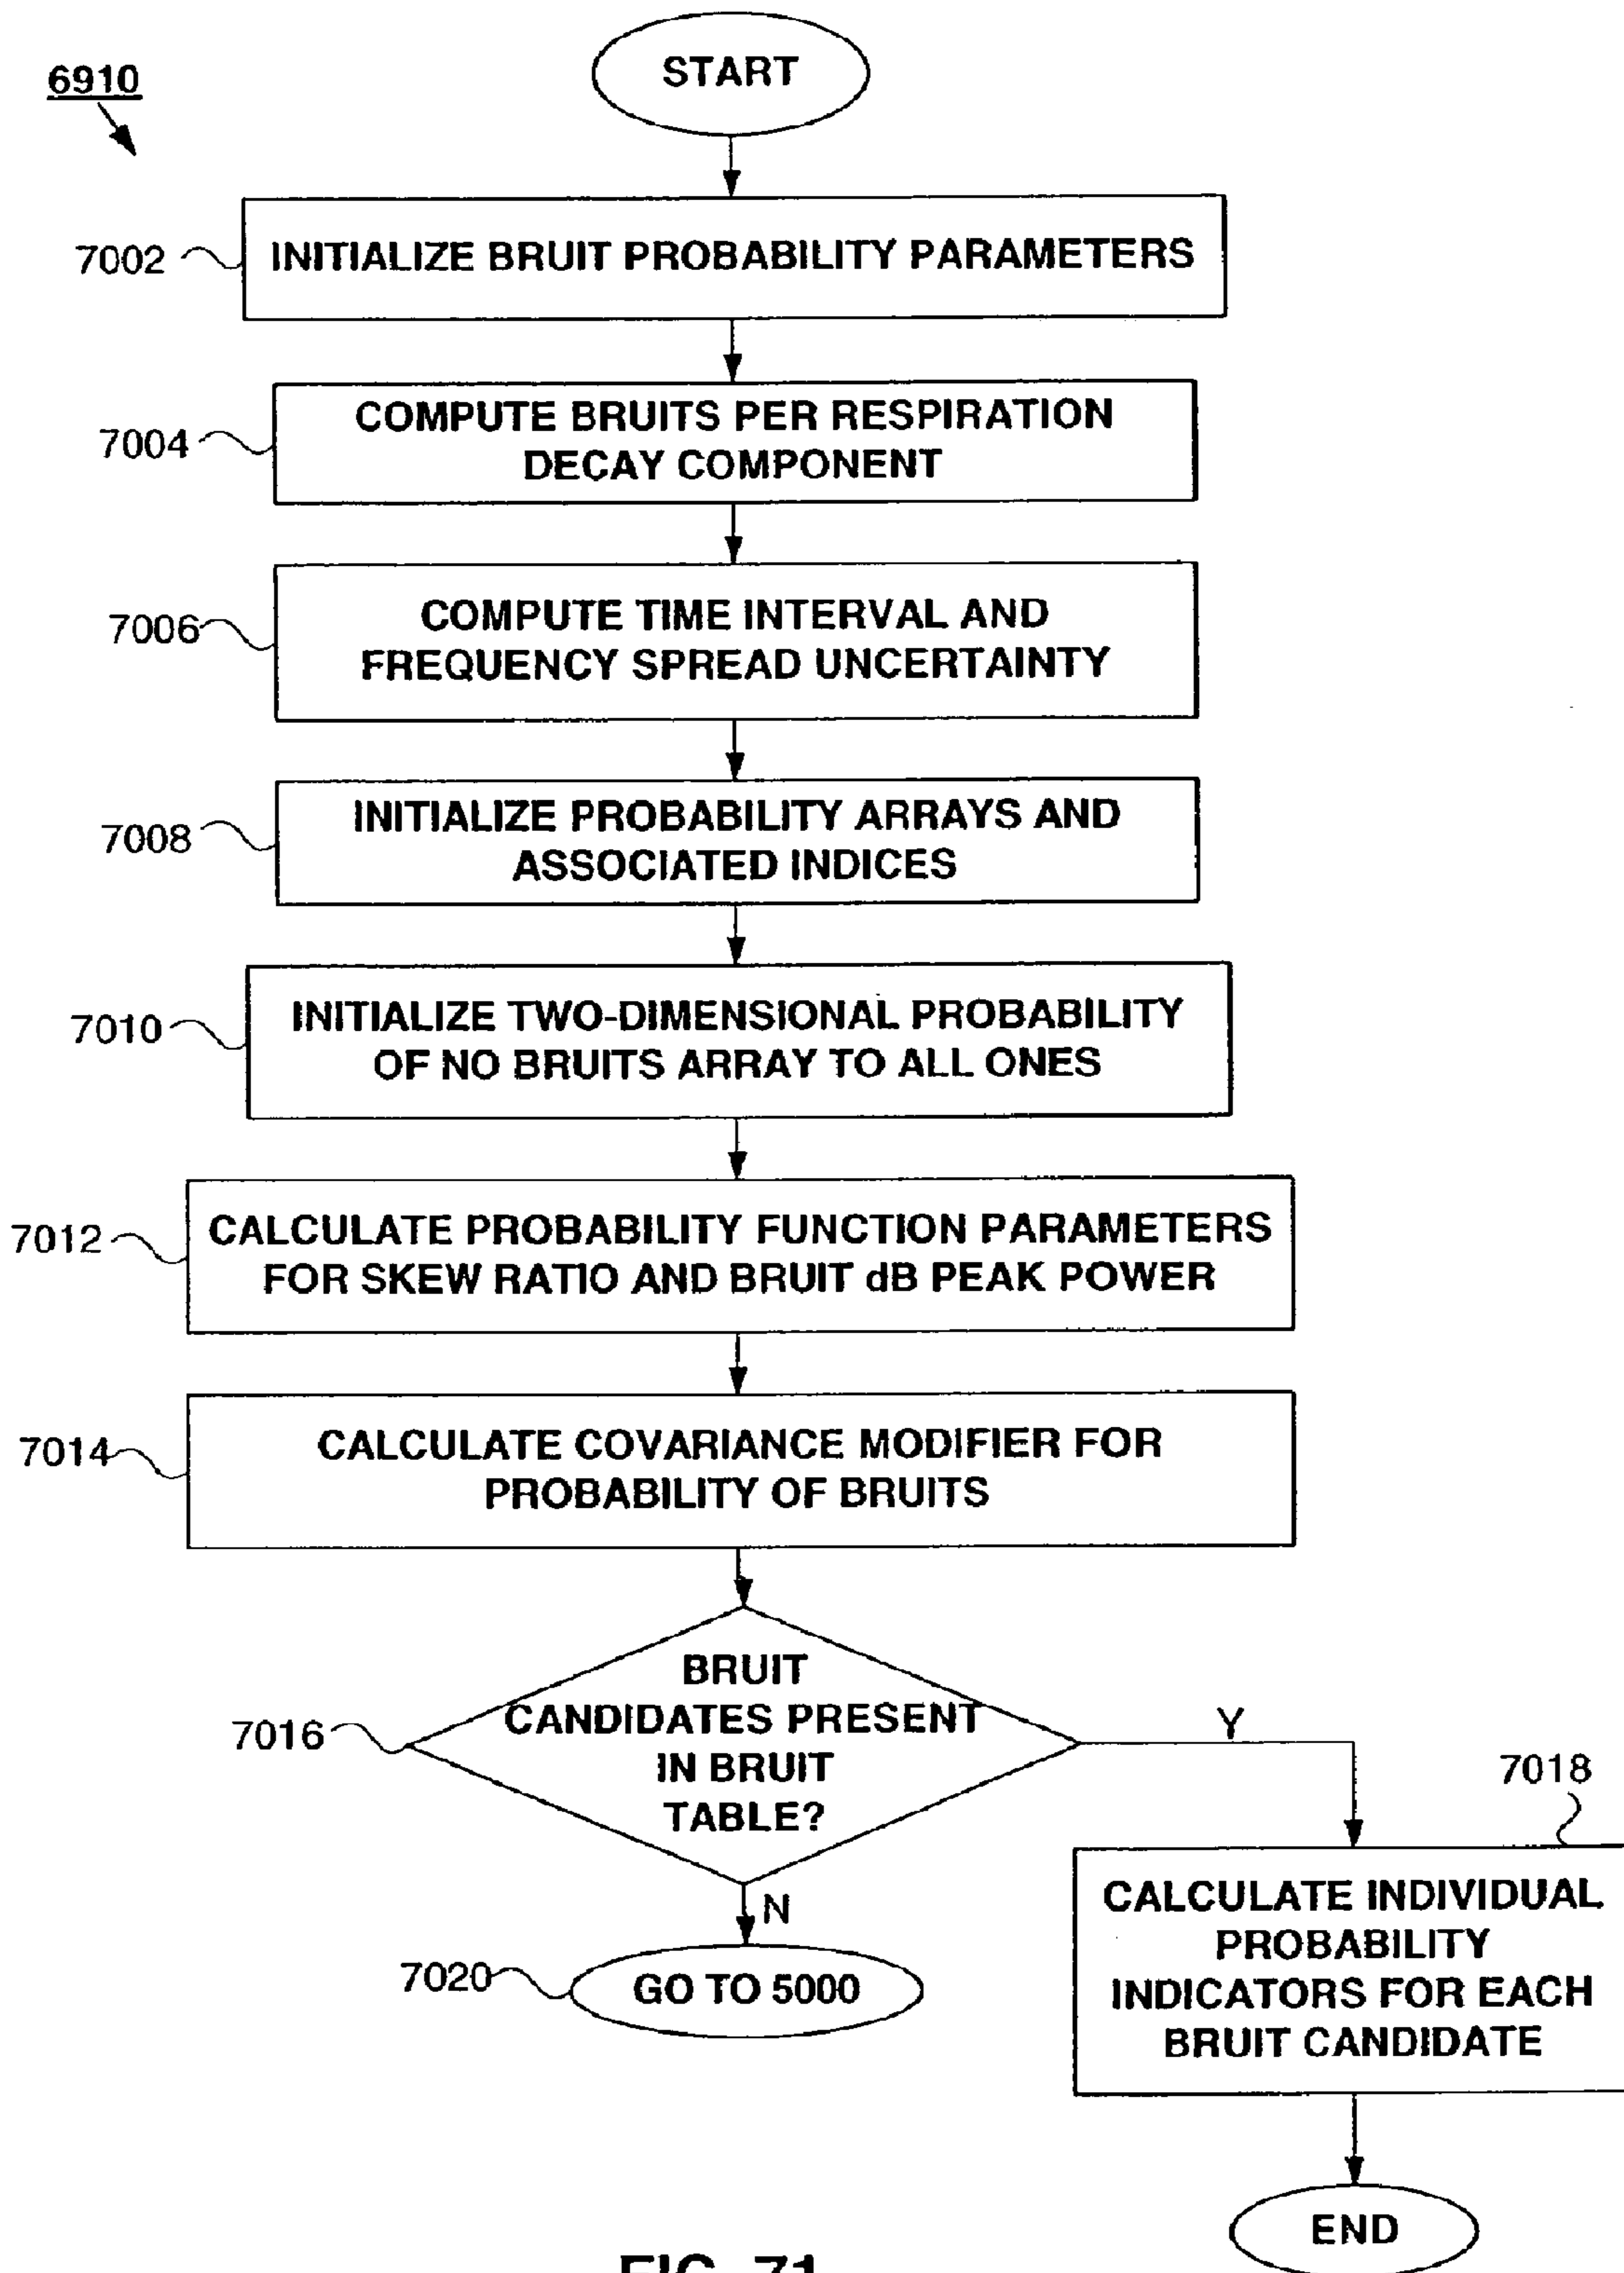 START
6910
7002
INITIALIZE BRUIT PROBABILITY PARAMETERS
7004
COMPUTE BRUITS PER RESPIRATION
DECAY COMPONENT
7006
COMPUTE TIME INTERVAL AND
FREQUENCY SPREAD UNCERTAINTY
7008
INITIALIZE PROBABILITY ARRAYS AND
ASSOCIATED INDICES
7010
INITIALIZE TWO-DIMENSIONAL PROBABILITY
OF NO BRUITS ARRAY TO ALL ONES
7012
CALCULATE PROBABILITY FUNCTION PARAMETERS
FOR SKEW RATIO AND BRUIT dB PEAK POWER
7014
CALCULATE COVARIANCE MODIFIER FOR
PROBABILITY OF BRUITS
7016
BRUIT
CANDIDATES PRESENT
IN BRUIT
TABLE?
Y
N
7018
CALCULATE INDIVIDUAL
PROBABILITY
INDICATORS FOR EACH
BRUIT CANDIDATE
7020
GO TO 5000
END
FIG. 71